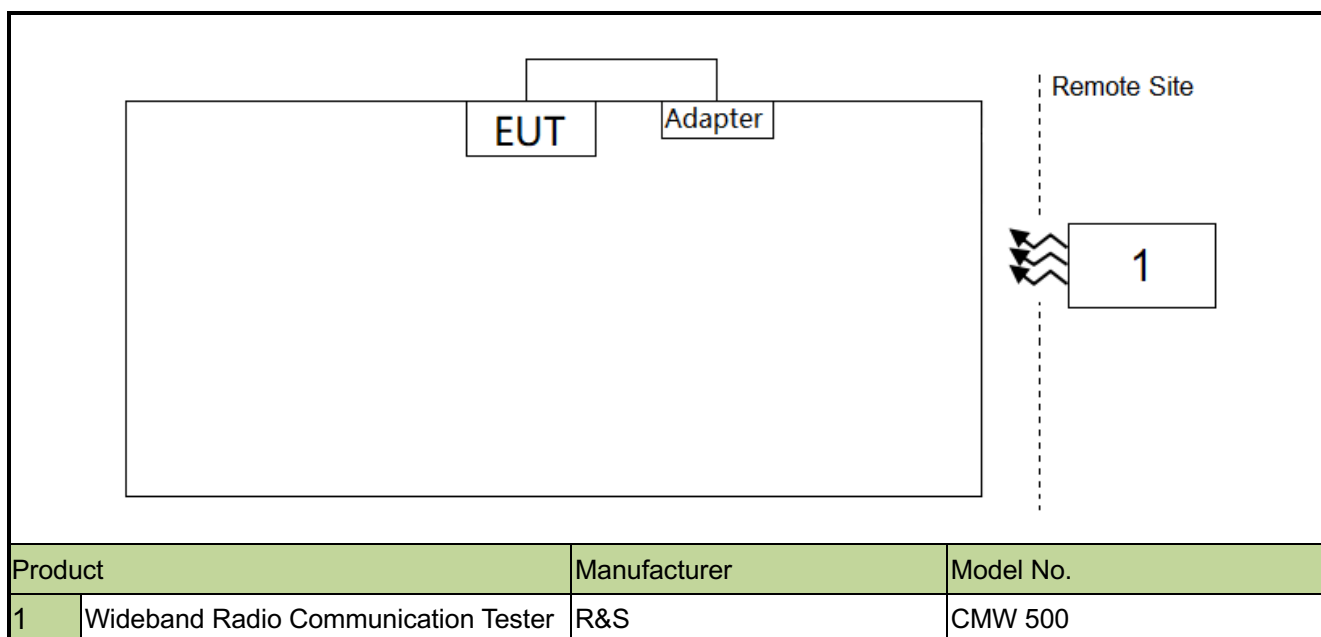 Remote Site
EUT
Adapter
1
Product Manufacturer Model No.
1 Wideband Radio Communication Tester R&S CMW 500